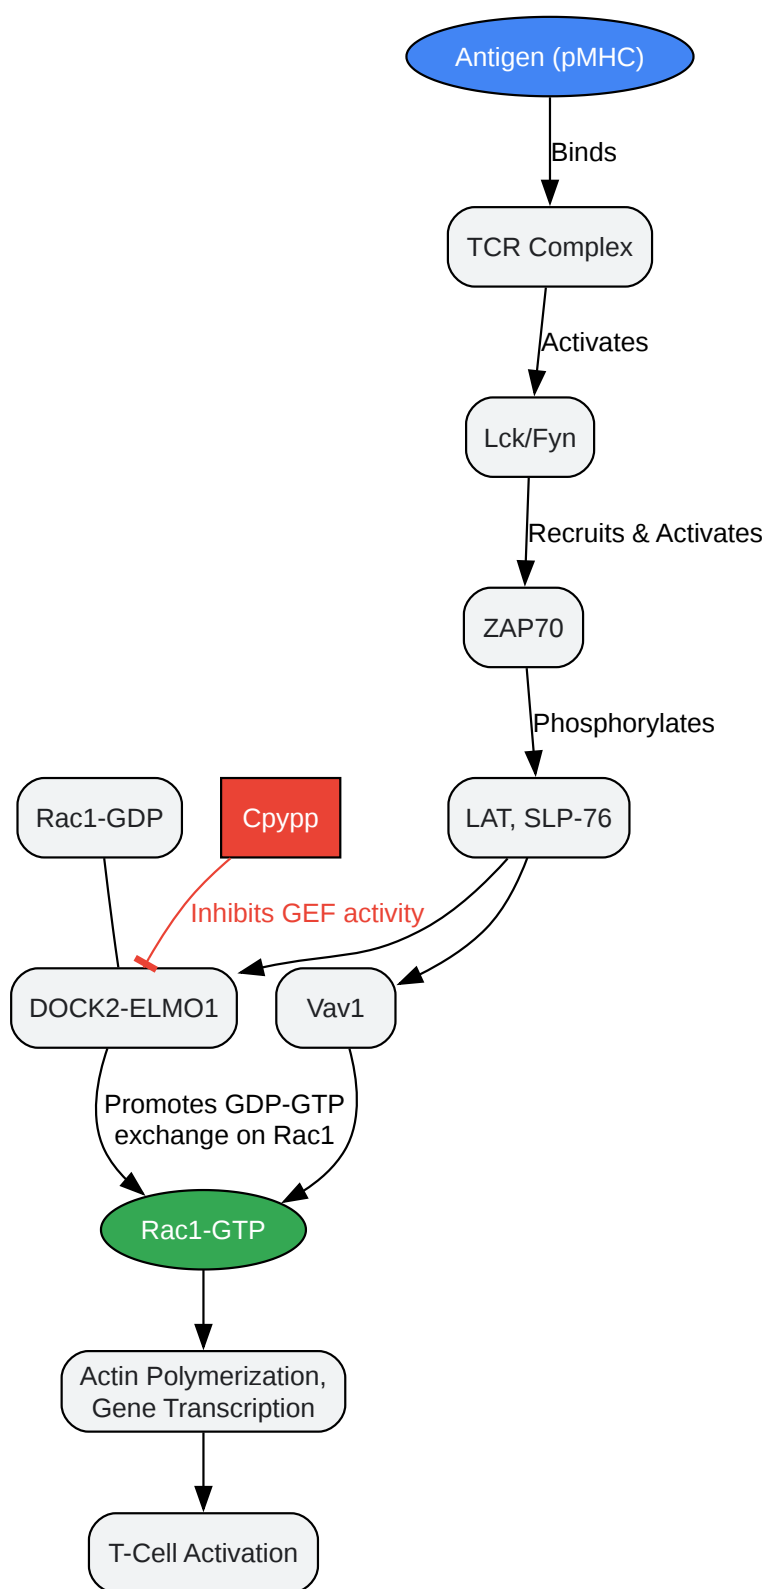 Antigen (pMHC)
Binds
TCR Complex
Activates
Lck/Fyn
Recruits & Activates
ZAP70
Phosphorylates
Rac1-GDP
Cpypp
LAT, SLP-76
Inhibits GEF activity
DOCK2-ELMO1
Vav1
Promotes GDP-GTP
exchange on Rac1
Rac1-GTP
Actin Polymerization,
Gene Transcription
T-Cell Activation